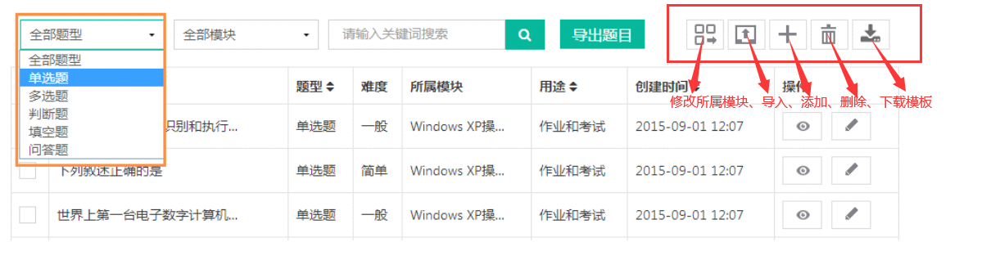 全部题型 全部模块 请输入关键词搜索 导出题目
全部题型
单选题
多选题
判断题
填空题
问答题
题型 难度 所属模块 用途 创建时间 操作
修改所属模块、导入、添加、删除、下载模板
识别和执行... 单选题 一般 Windows XP操... 作业和考试 2015-09-01 12:07
下列叙述正确的是 单选题 简单 Windows XP操... 作业和考试 2015-09-01 12:07
世界上第一台电子数字计算机... 单选题 一般 Windows XP操... 作业和考试 2015-09-01 12:07